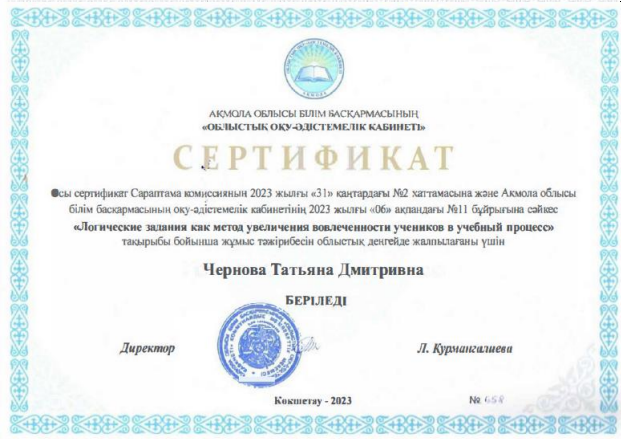 АҚМОЛА ОБЛЫСЫ БІЛІМ БАСҚАРМАСЫНЫҢ
«ОБЛЫСТЫҚ ОҚУ-ӘДІСТЕМЕЛІК КАБИНЕТІ»
СЕРТИФИКАТ
Осы сертификат Сараптама комиссияның 2023 жылғы «31» қаңтардағы №2 хаттамасына және Ақмола облысы
білім басқармасының оқу-әдістемелік кабинетінің 2023 жылғы «06» ақпандағы №11 бұйрығына сәйкес
«Логические задания как метод увеличения вовлеченности учеников в учебный процесс»
тақырыбы бойынша жұмыс тәжірибесін облыстық деңгейде жалпылағаны үшін
Чернова Татьяна Дмитривна
БЕРІЛЕДІ
Директор
Л. Құрмангалиева
Көкшетау - 2023
№ 658